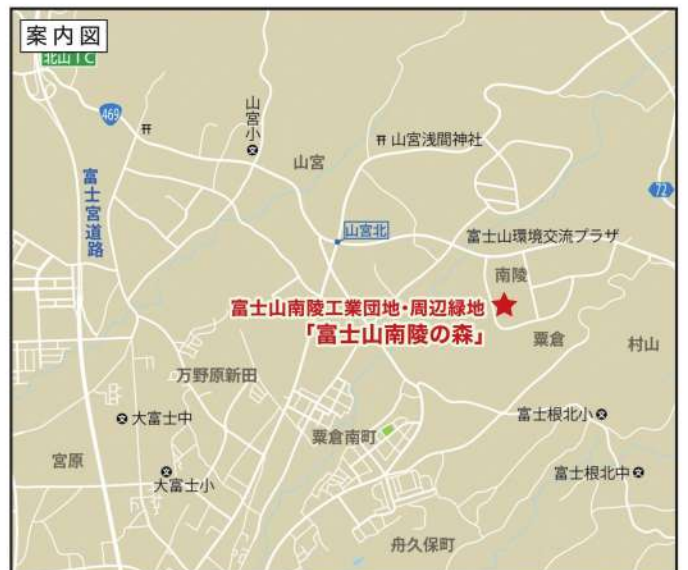 案内図
北山IC
469
山宮小
山宮浅間神社
山宮
富士宮道路
72
山宮北
富士山環境交流プラザ
南陵
富士山南陵工業団地・周辺緑地
「富士山南陵の森」
粟倉
村山
万野原新田
大富士中
富士根北小
粟倉南町
宮原
大富士小
富士根北中
舟久保町